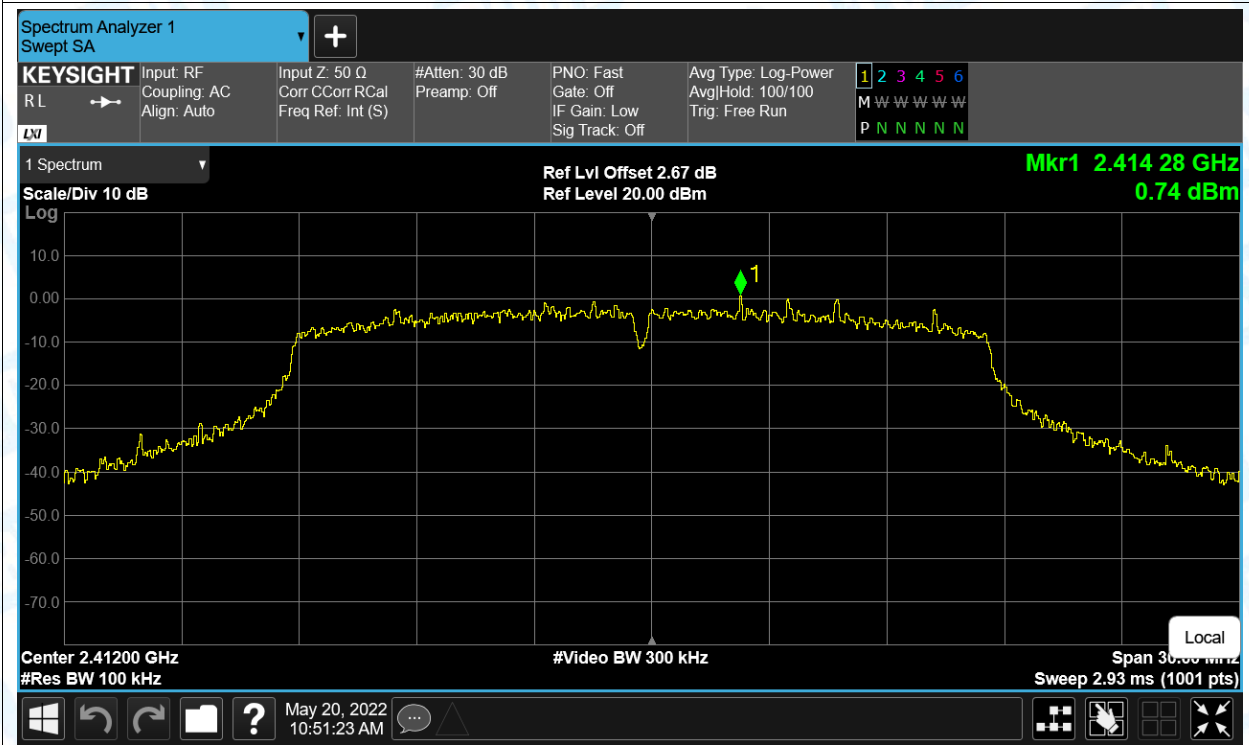 Spectrum Analyzer 1
Swept SA
KEYSIGHT
R L
LXI
Input: RF
Coupling: AC
Align: Auto
Input Z: 50 Ω
Corr CCorr RCal
Freq Ref: Int (S)
#Atten: 30 dB
Preamp: Off
PNO: Fast
Gate: Off
IF Gain: Low
Sig Track: Off
Avg Type: Log-Power
Avg|Hold: 100/100
Trig: Free Run
1 2 3 4 5 6
M W W W W W
P N N N N N
1 Spectrum
Scale/Div 10 dB
Log
Ref Lvl Offset 2.67 dB
Ref Level 20.00 dBm
Mkr1 2.414 28 GHz
0.74 dBm
1
10.0
0.00
-10.0
-20.0
-30.0
-40.0
-50.0
-60.0
-70.0
Center 2.41200 GHz
#Res BW 100 kHz
#Video BW 300 kHz
Local
Span 30.00 MHz
Sweep 2.93 ms (1001 pts)
?
May 20, 2022
10:51:23 AM